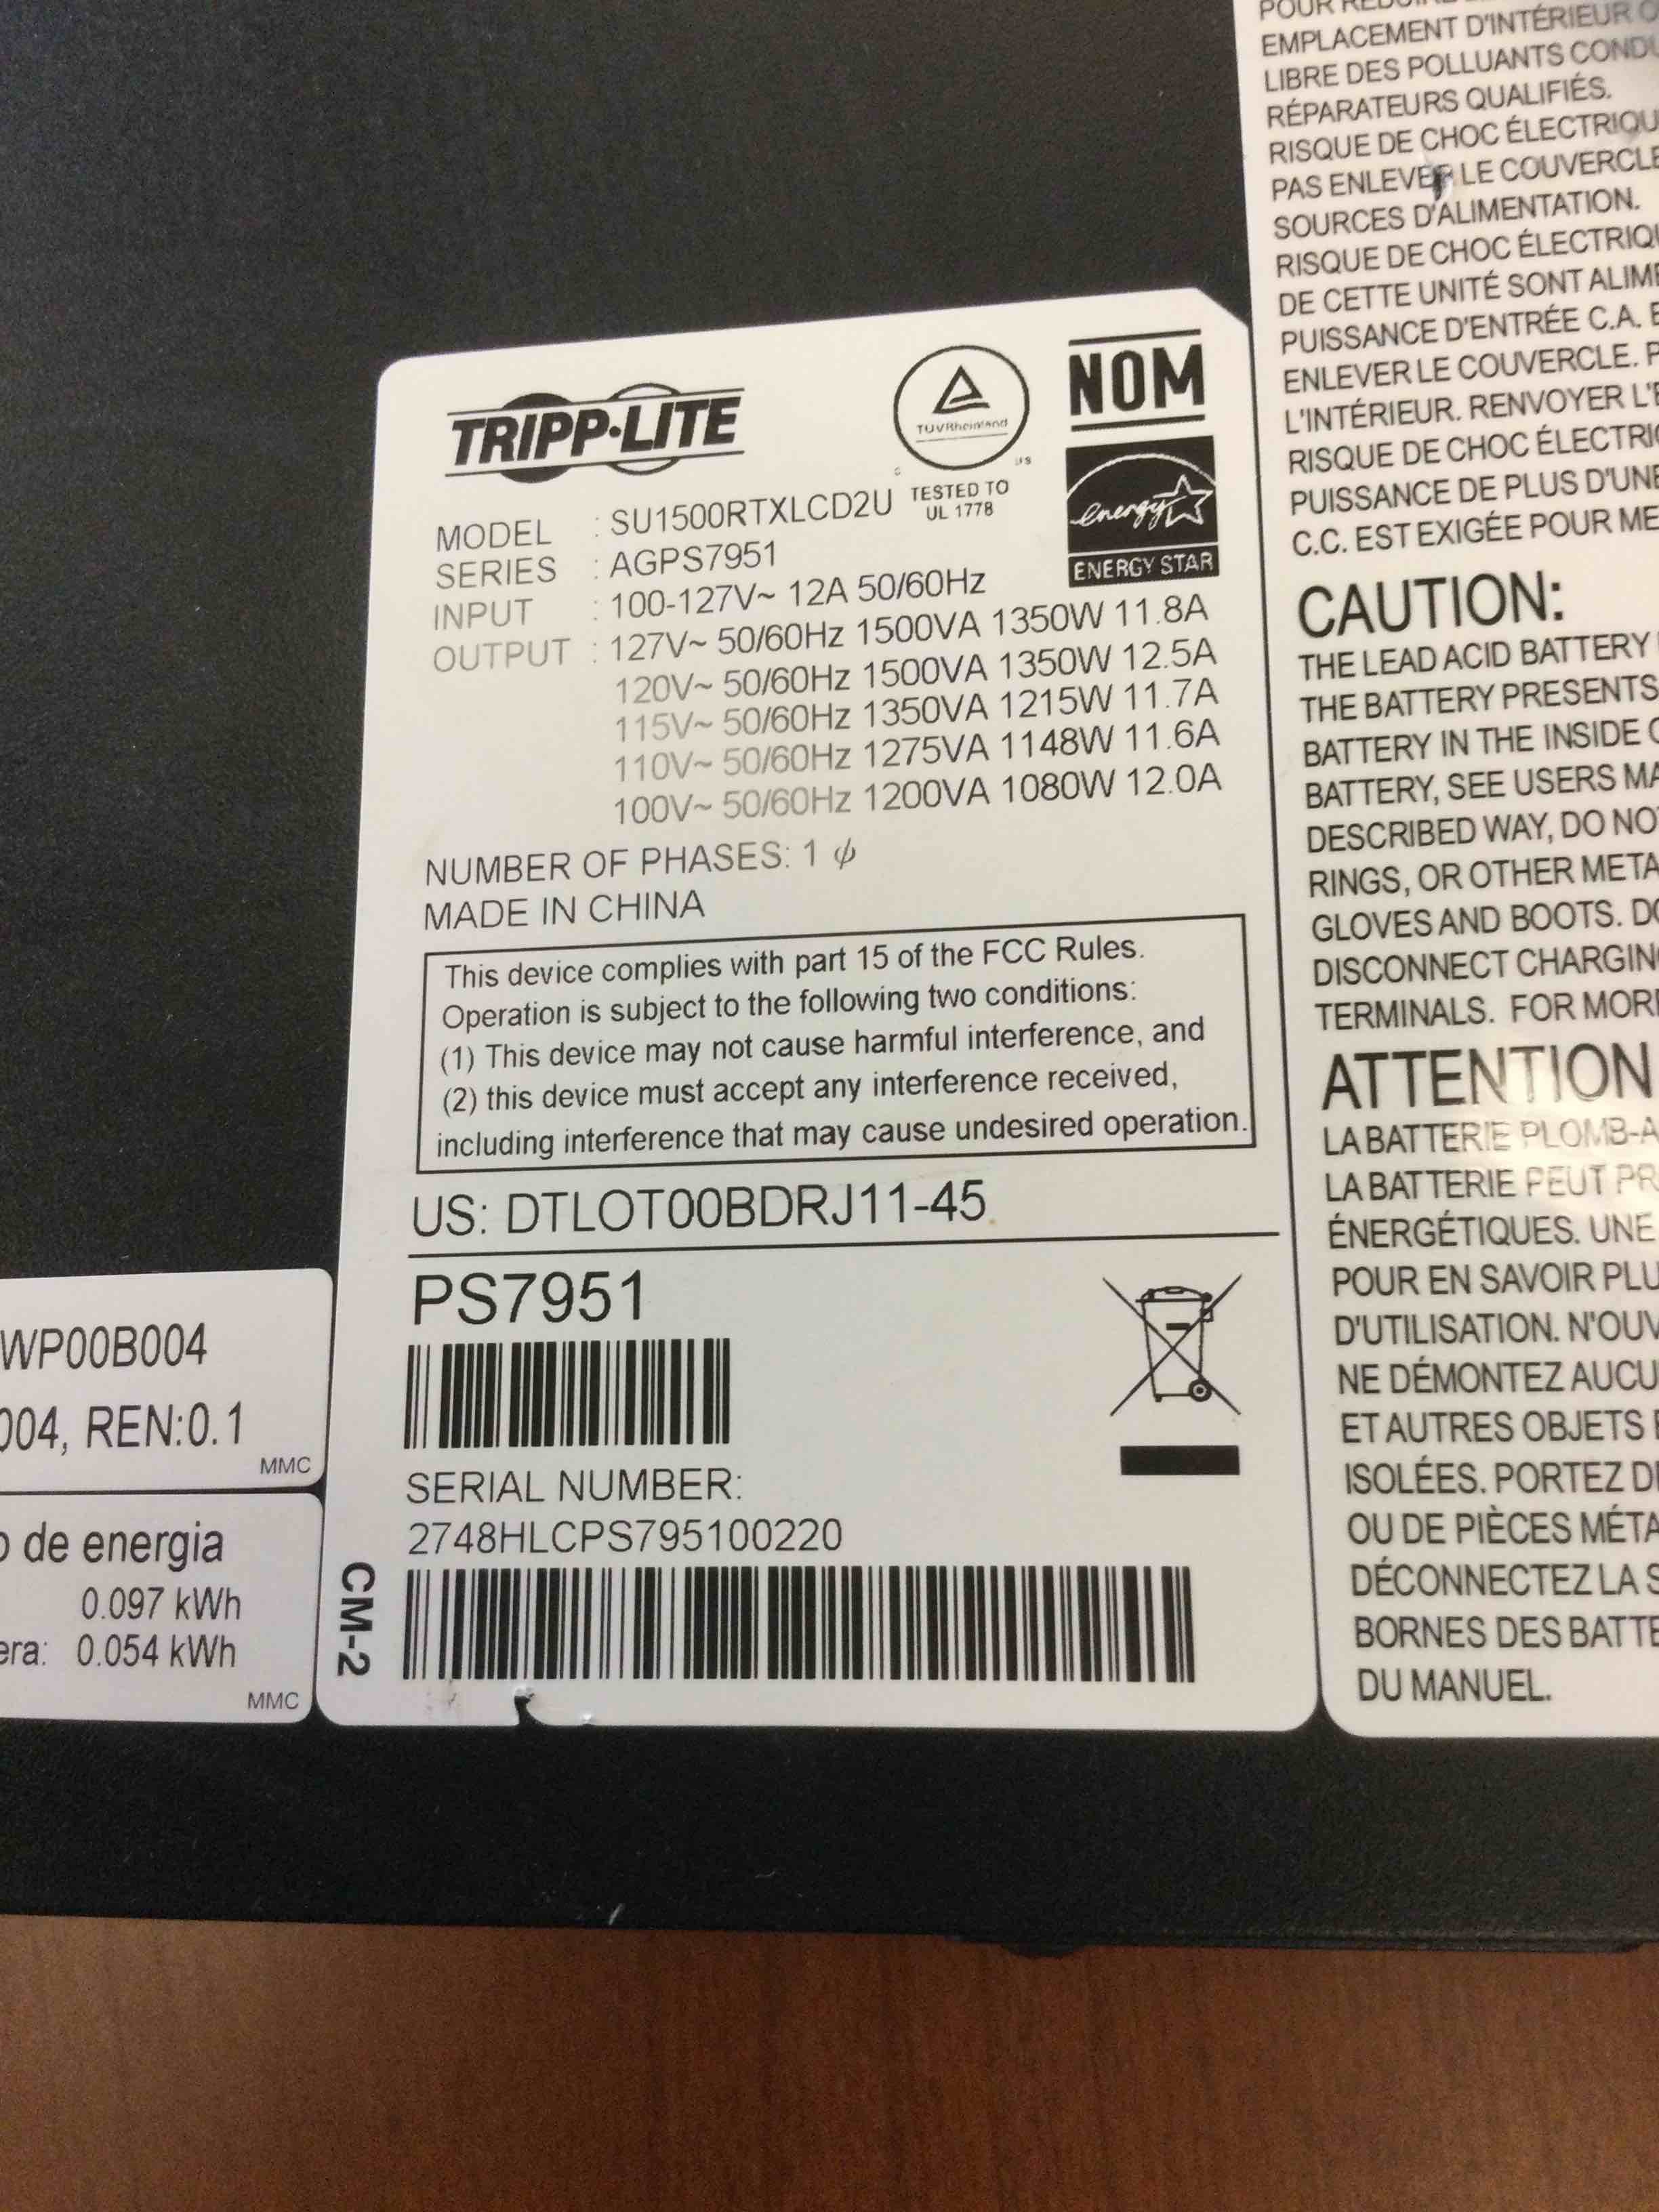 TRIPP·LITE
TÜVRheinland
C US
TESTED TO
UL 1778
NOM
energy
ENERGY STAR
MODEL : SU1500RTXLCD2U
SERIES : AGPS7951
INPUT : 100-127V~ 12A 50/60Hz
OUTPUT : 127V~ 50/60Hz 1500VA 1350W 11.8A
120V~ 50/60Hz 1500VA 1350W 12.5A
115V~ 50/60Hz 1350VA 1215W 11.7A
110V~ 50/60Hz 1275VA 1148W 11.6A
100V~ 50/60Hz 1200VA 1080W 12.0A
NUMBER OF PHASES: 1 ϕ
MADE IN CHINA
This device complies with part 15 of the FCC Rules.
Operation is subject to the following two conditions:
(1) This device may not cause harmful interference, and
(2) this device must accept any interference received,
including interference that may cause undesired operation.
US: DTLOT00BDRJ11-45
PS7951
SERIAL NUMBER:
2748HLCPS795100220
CM-2
WP00B004
004, REN:0.1
MMC
de energia
0.097 kWh
era: 0.054 kWh
MMC
EMPLACEMENT D'INTÉRIEUR
LIBRE DES POLLUANTS CONDU
RÉPARATEURS QUALIFIÉS.
RISQUE DE CHOC ÉLECTRIQU
PAS ENLEVER LE COUVERCLE
SOURCES D'ALIMENTATION.
RISQUE DE CHOC ÉLECTRIQU
DE CETTE UNITÉ SONT ALIM
PUISSANCE D'ENTRÉE C.A. E
ENLEVER LE COUVERCLE. P
L'INTÉRIEUR. RENVOYER L'
RISQUE DE CHOC ÉLECTRI
PUISSANCE DE PLUS D'UNE
C.C. EST EXIGÉE POUR ME
CAUTION:
THE LEAD ACID BATTERY
THE BATTERY PRESENTS
BATTERY IN THE INSIDE
BATTERY, SEE USERS MA
DESCRIBED WAY, DO NO
RINGS, OR OTHER META
GLOVES AND BOOTS. DO
DISCONNECT CHARGIN
TERMINALS. FOR MOR
ATTENTION
LA BATTERIE PLOMB-A
LA BATTERIE PEUT PR
ÉNERGÉTIQUES. UNE
POUR EN SAVOIR PLU
D'UTILISATION. N'OUV
NE DÉMONTEZ AUCU
ET AUTRES OBJETS
ISOLÉES. PORTEZ D
OU DE PIÈCES MÉTA
DÉCONNECTEZ LA S
BORNES DES BATTE
DU MANUEL.